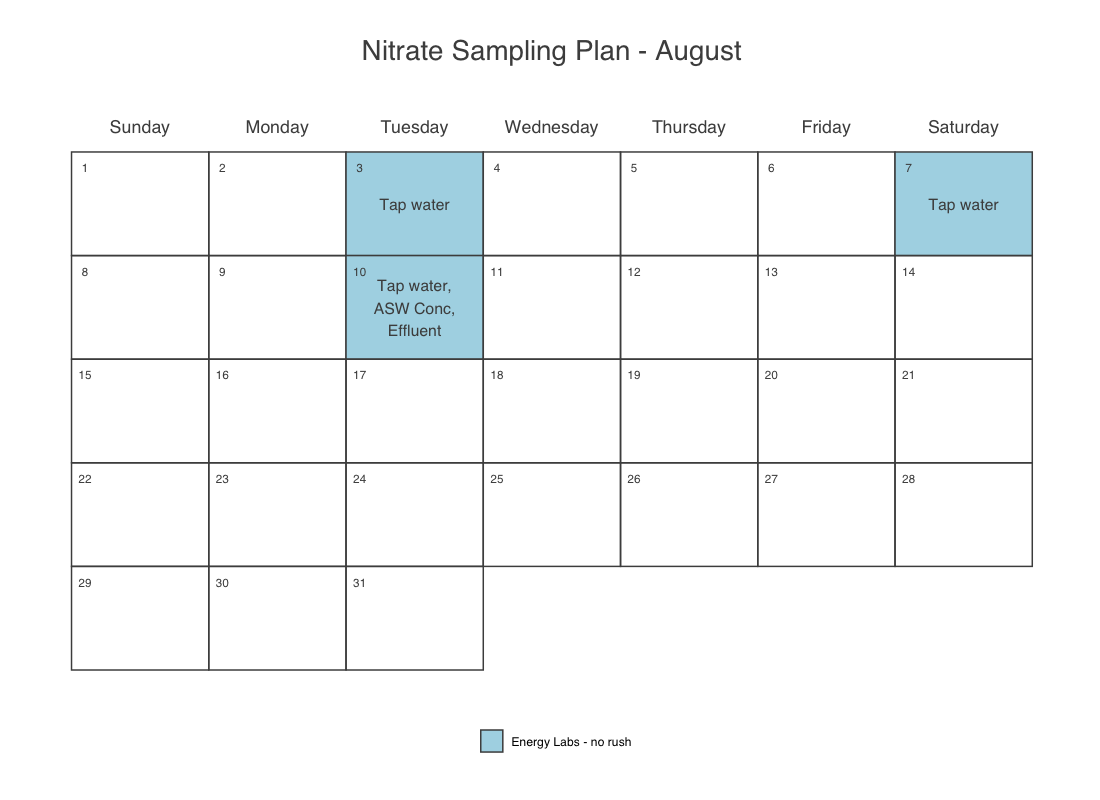 Nitrate Sampling Plan - August
Sunday Monday Tuesday Wednesday Thursday Friday Saturday
1 2 3 4 5 6 7
Tap water Tap water
8 9 10 11 12 13 14
Tap water,
ASW Conc,
Effluent
15 16 17 18 19 20 21
22 23 24 25 26 27 28
29 30 31
Energy Labs - no rush